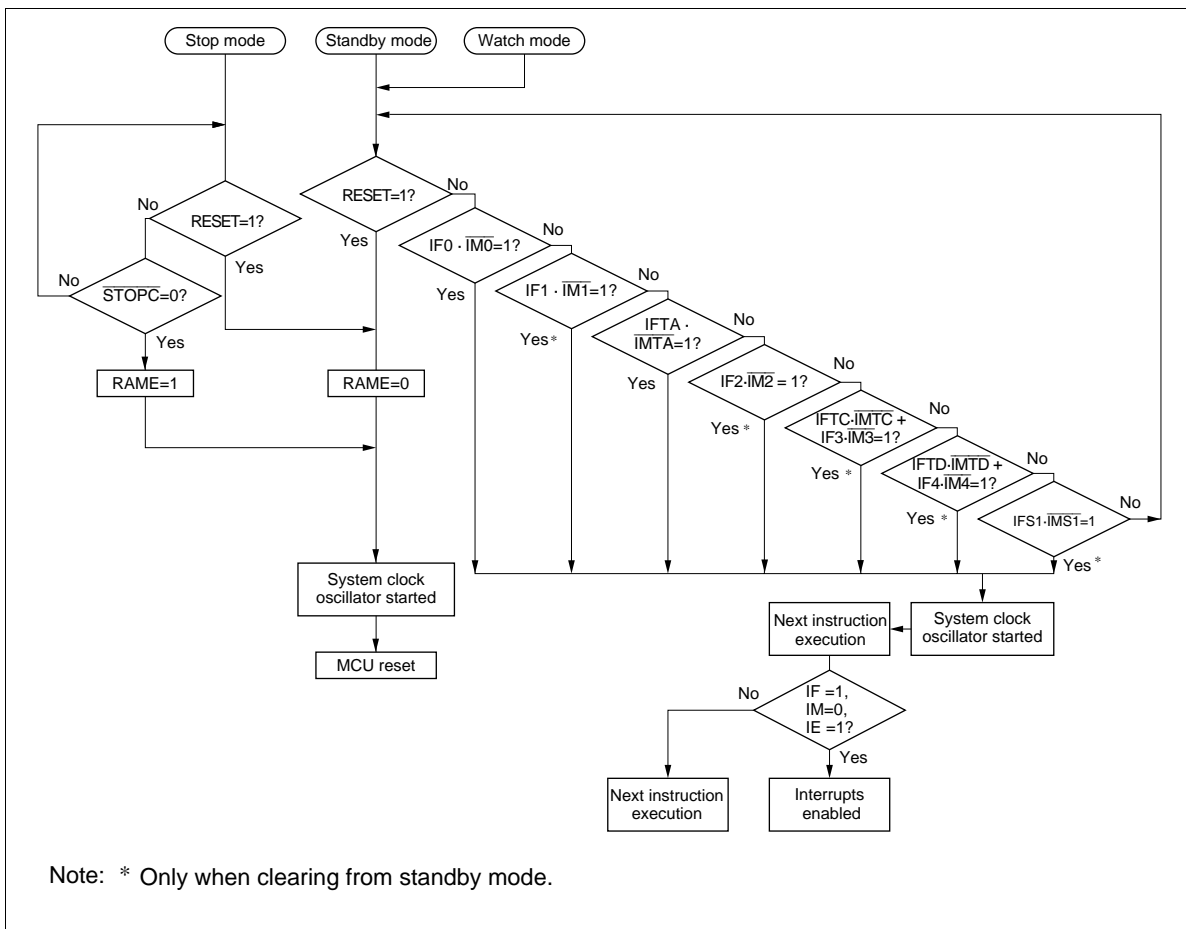 Stop mode
Standby mode
Watch mode
RESET=1?
No
Yes
STOPC=0?
No
Yes
RAME=1
RESET=1?
No
Yes
RAME=0
IF0 · IM0=1?
No
Yes
IF1 · IM1=1?
No
Yes *
IFTA ·
IMTA=1?
No
Yes
IF2·IM2 = 1?
No
Yes *
IFTC·IMTC +
IF3·IM3=1?
No
Yes *
IFTD·IMTD +
IF4·IM4=1?
No
Yes *
IFS1·IMS1=1
No
Yes *
System clock
oscillator started
MCU reset
System clock
oscillator started
Next instruction
execution
IF =1,
IM=0,
IE =1?
No
Yes
Next instruction
execution
Interrupts
enabled
Note: * Only when clearing from standby mode.